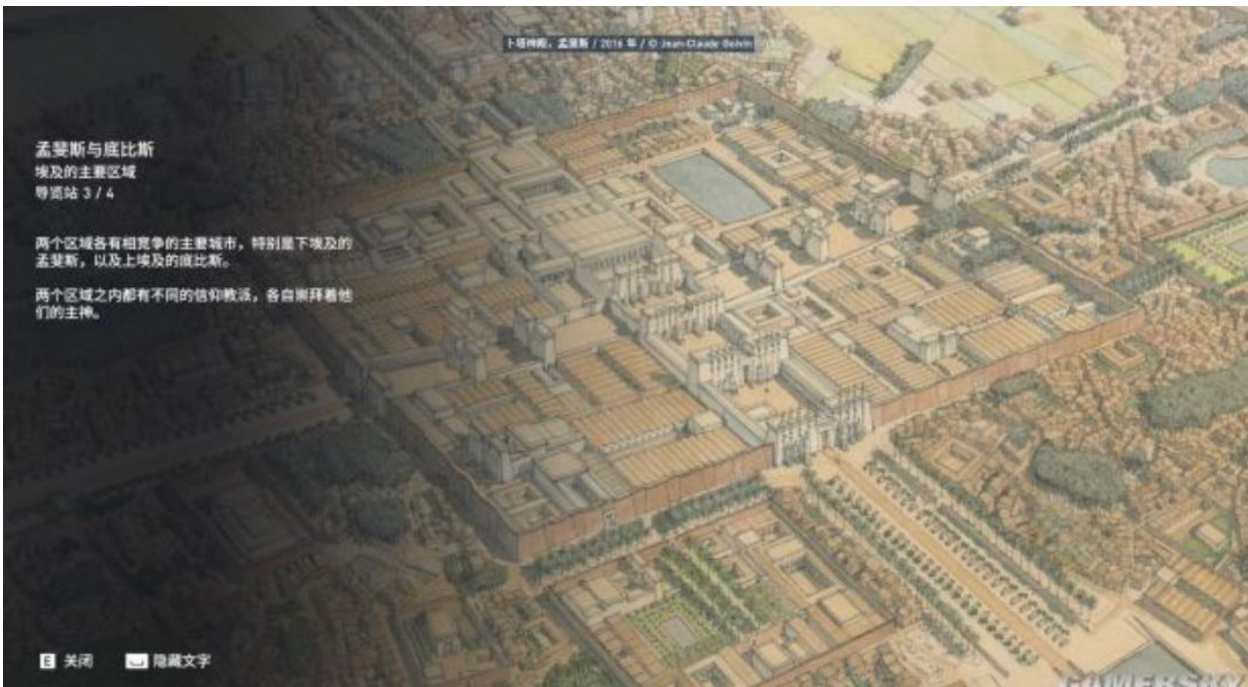 卜塔神殿，孟斐斯 / 2016 年 / © Jean-Claude Golvin
孟斐斯与底比斯
埃及的主要区域
导览站 3 / 4
两个区域各有相竞争的主要城市，特别是下埃及的
孟斐斯，以及上埃及的底比斯。
两个区域之内都有不同的信仰教派，各自崇拜着他
们的主神。
E 关闭
隐藏文字
GAMERSKY